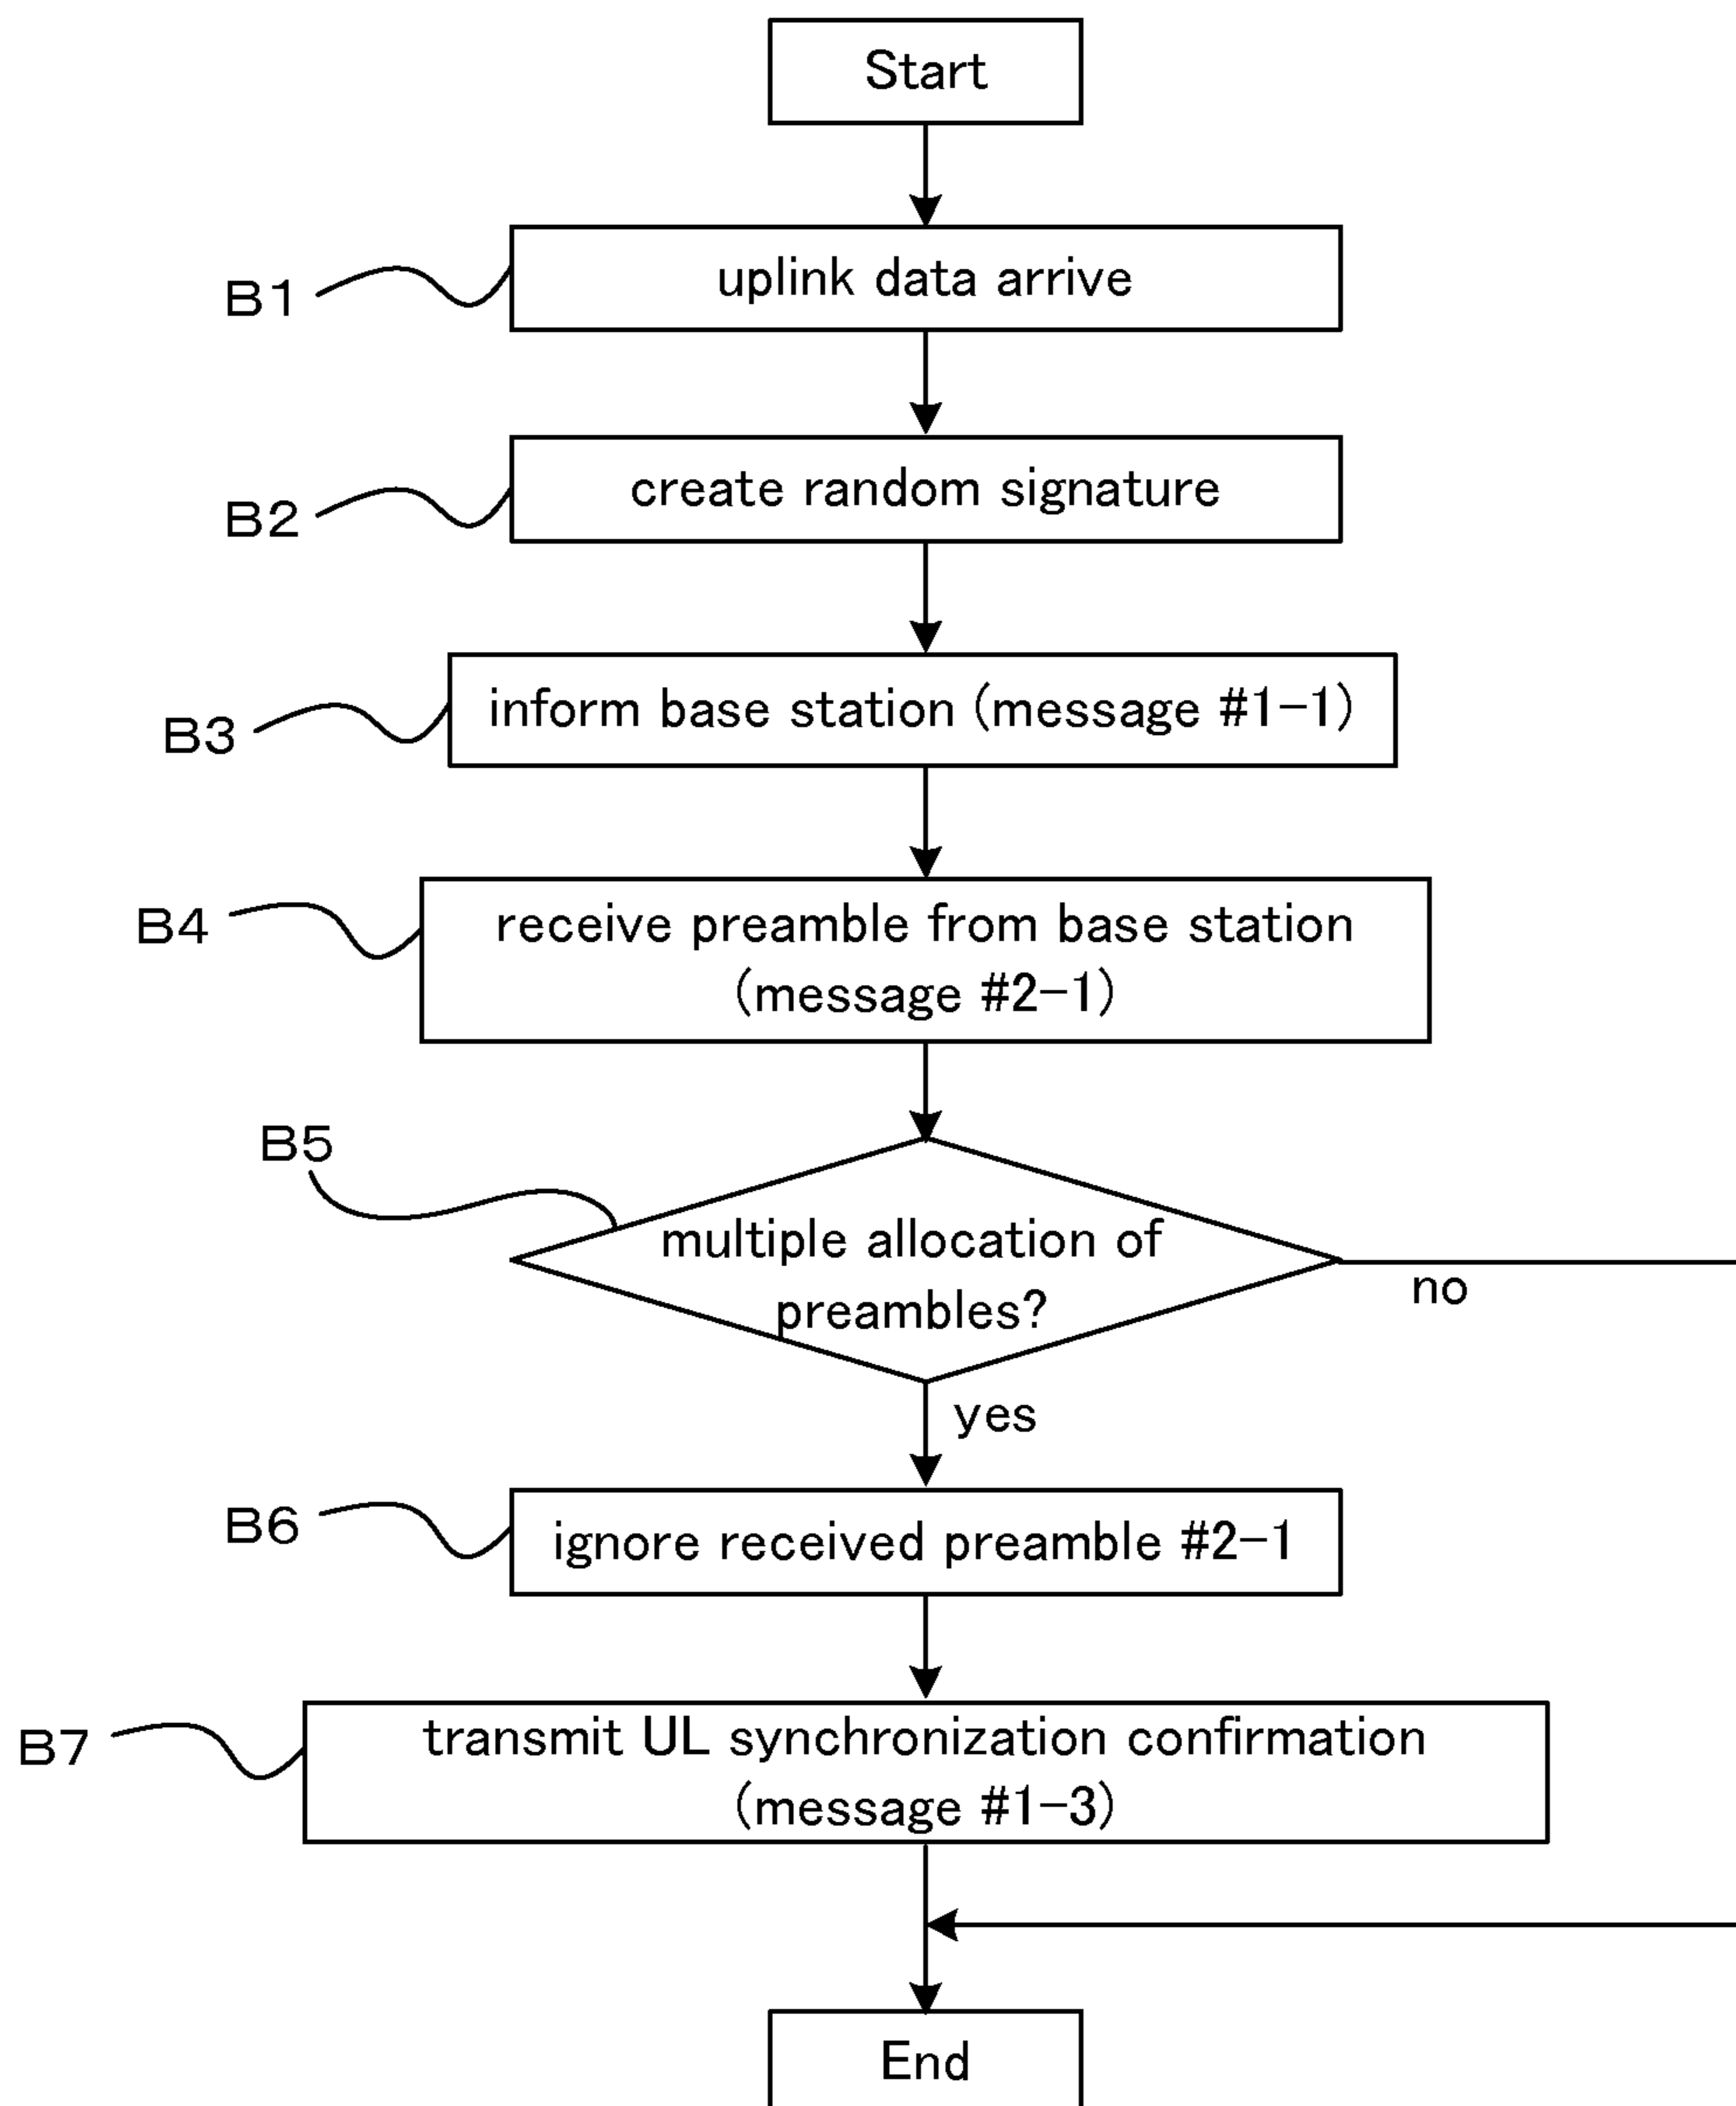 Start
B1
uplink data arrive
B2
create random signature
B3
inform base station (message #1-1)
B4
receive preamble from base station
(message #2-1)
B5
multiple allocation of
preambles?
no
yes
B6
ignore received preamble #2-1
B7
transmit UL synchronization confirmation
(message #1-3)
End